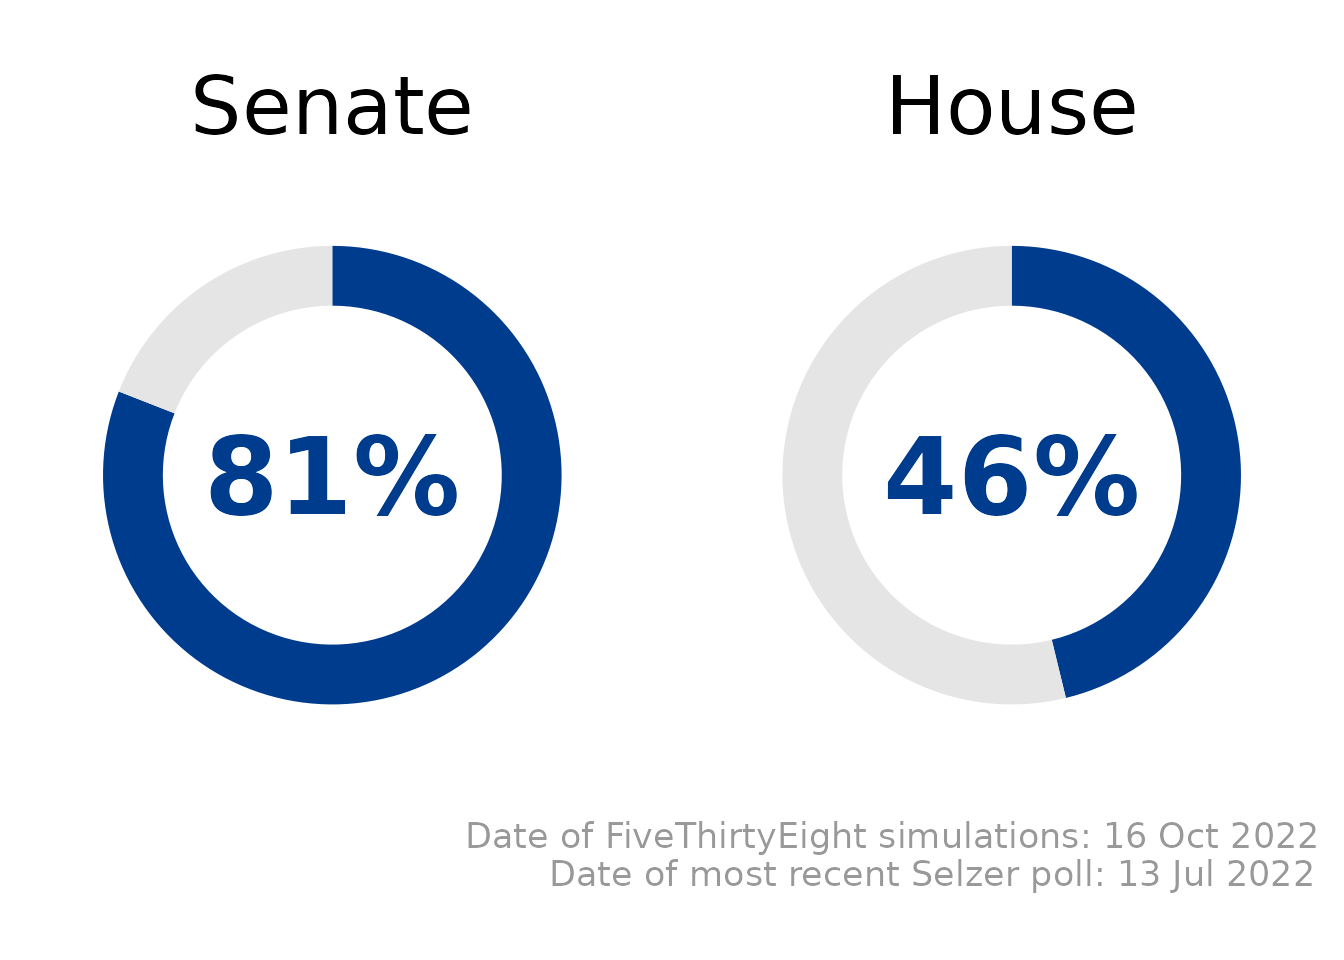 Senate
House
81%
46%
Date of FiveThirtyEight simulations: 16 Oct 2022
Date of most recent Selzer poll: 13 Jul 2022